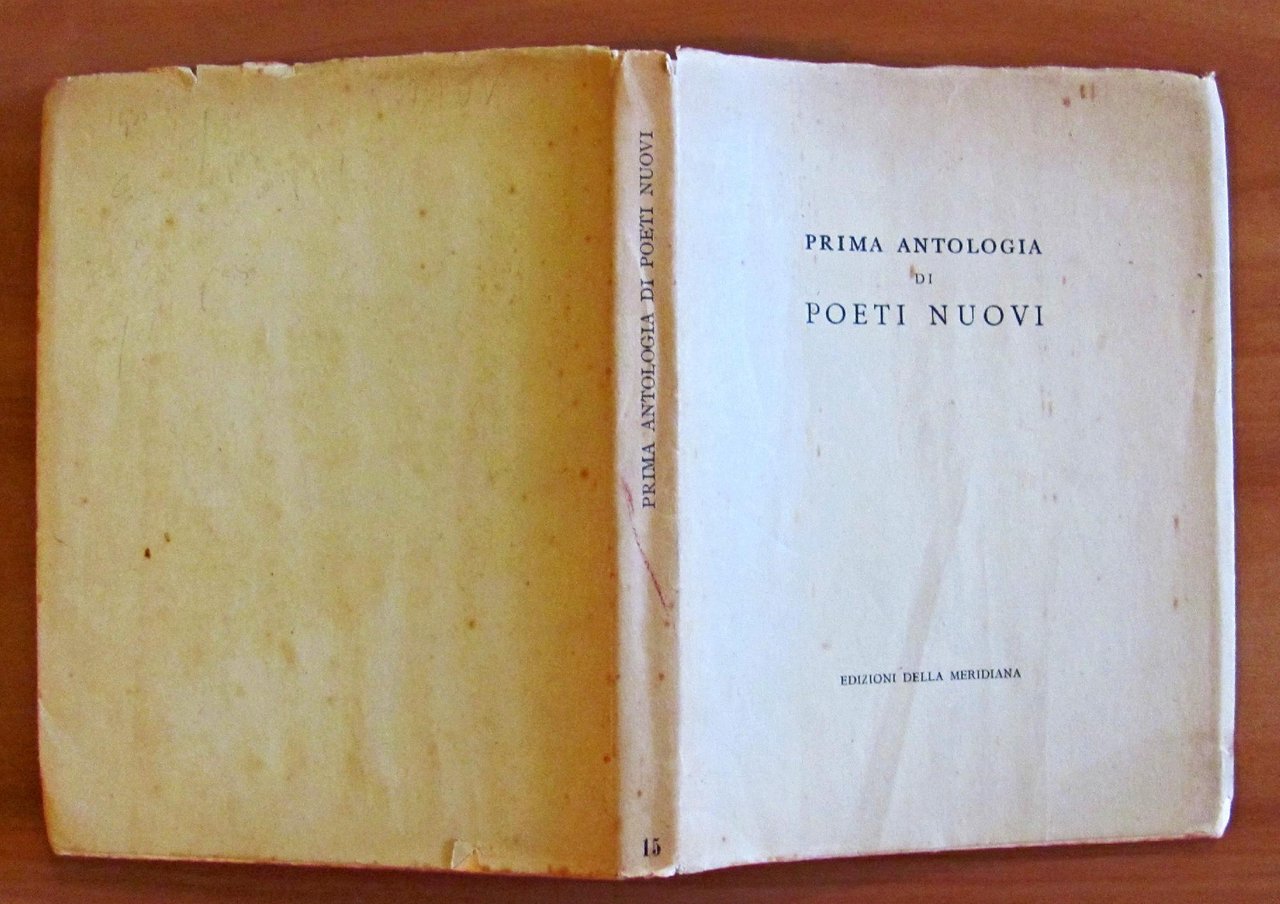 PRIMA ANTOLOGIA DI POETI NUOVI
15
PRIMA ANTOLOGIA
DI
POETI NUOVI
EDIZIONI DELLA MERIDIANA